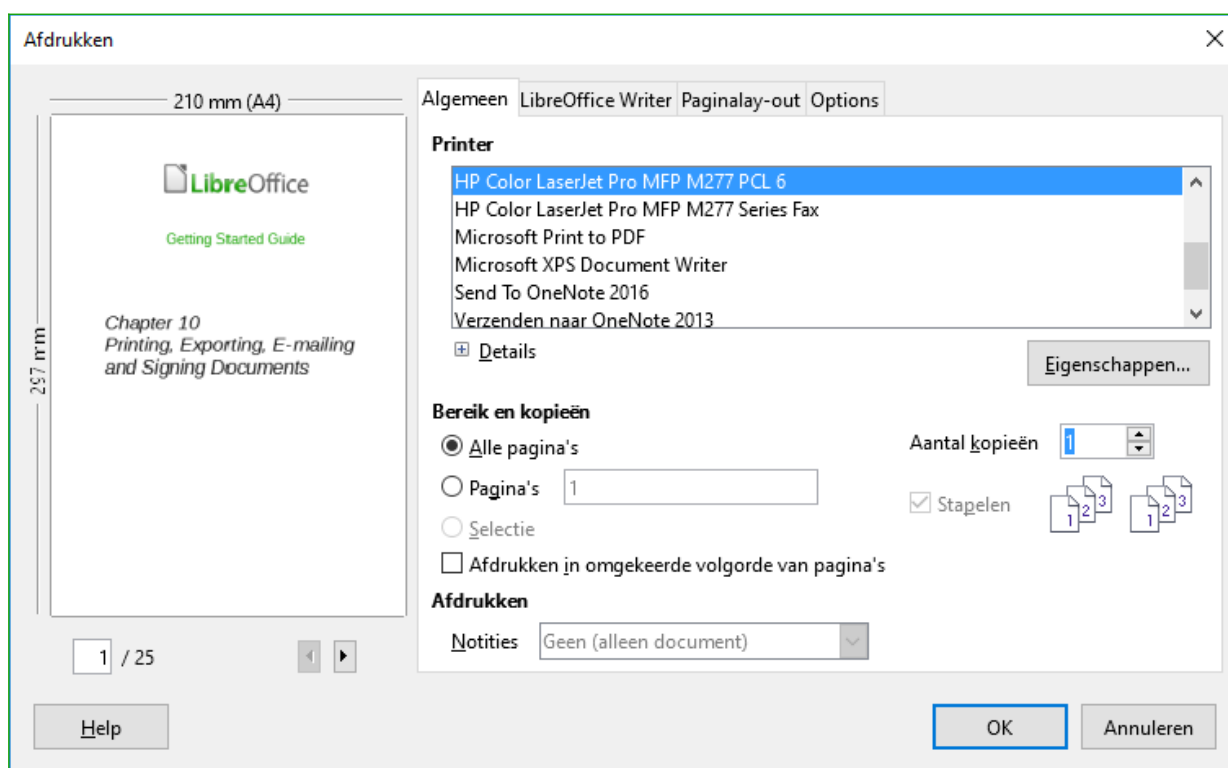 Afdrukken
210 mm (A4)
297 mm
LibreOffice
Getting Started Guide
Chapter 10
Printing, Exporting, E-mailing
and Signing Documents
1 / 25
Algemeen LibreOffice Writer Paginalay-out Options
Printer
HP Color LaserJet Pro MFP M277 PCL 6
HP Color LaserJet Pro MFP M277 Series Fax
Microsoft Print to PDF
Microsoft XPS Document Writer
Send To OneNote 2016
Verzenden naar OneNote 2013
Details
Eigenschappen...
Bereik en kopieën
Alle pagina's
Pagina's 1
Selectie
Afdrukken in omgekeerde volgorde van pagina's
Aantal kopieën 1
Stapelen 1 2 3 1 2 3
Afdrukken
Notities Geen (alleen document)
Help OK Annuleren